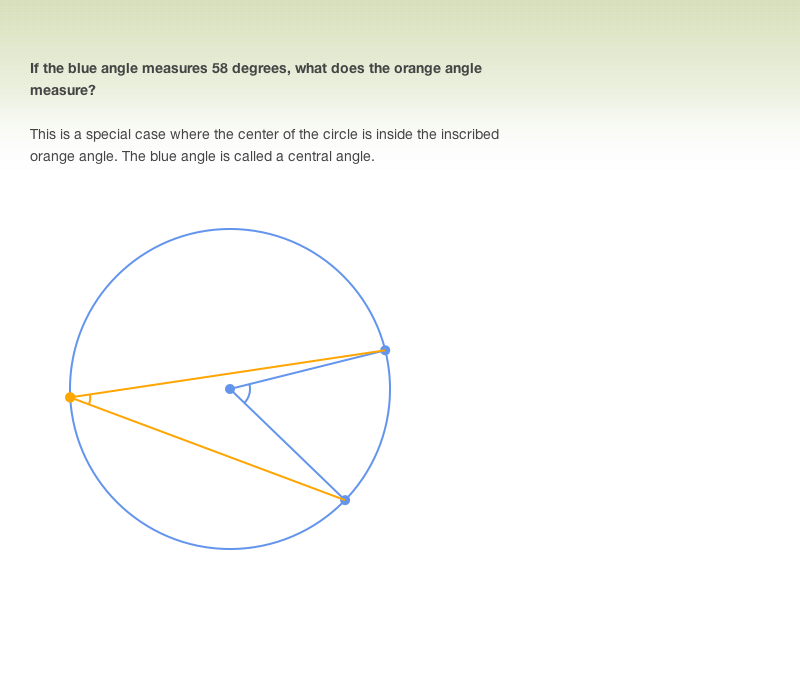 If the blue angle measures 58 degrees, what does the orange angle
measure?
This is a special case where the center of the circle is inside the inscribed
orange angle. The blue angle is called a central angle.